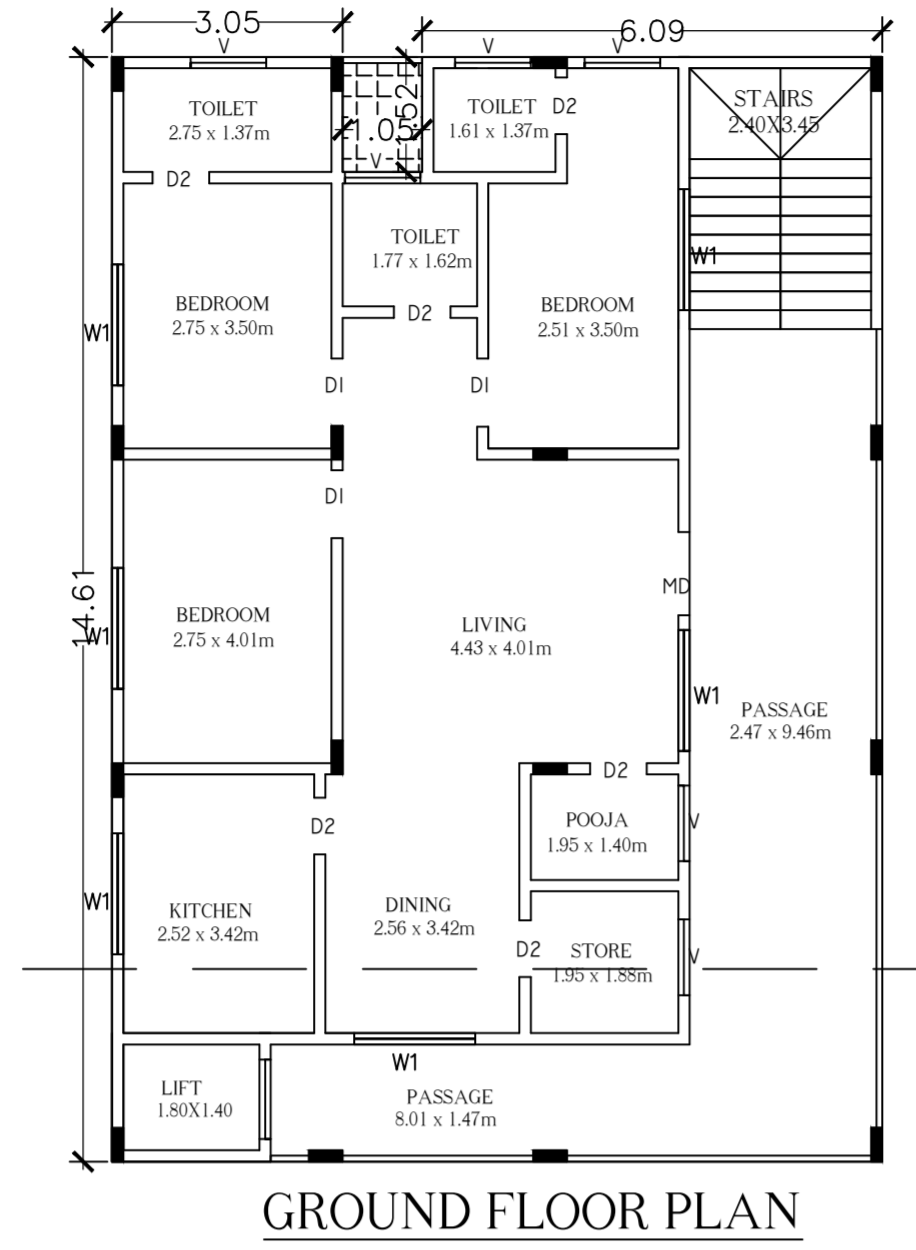 3.05
6.09
V
V
V
TOILET
2.75 x 1.37m
1.05
1.52
V
TOILET
1.61 x 1.37m
D2
STAIRS
2.40X3.45
D2
TOILET
1.77 x 1.62m
D2
W1
BEDROOM
2.75 x 3.50m
BEDROOM
2.51 x 3.50m
W1
D1
D1
D1
14.61
W1
BEDROOM
2.75 x 4.01m
LIVING
4.43 x 4.01m
MD
W1
PASSAGE
2.47 x 9.46m
D2
D2
POOJA
1.95 x 1.40m
V
W1
KITCHEN
2.52 x 3.42m
DINING
2.56 x 3.42m
D2
STORE
1.95 x 1.88m
V
W1
LIFT
1.80X1.40
PASSAGE
8.01 x 1.47m
GROUND FLOOR PLAN